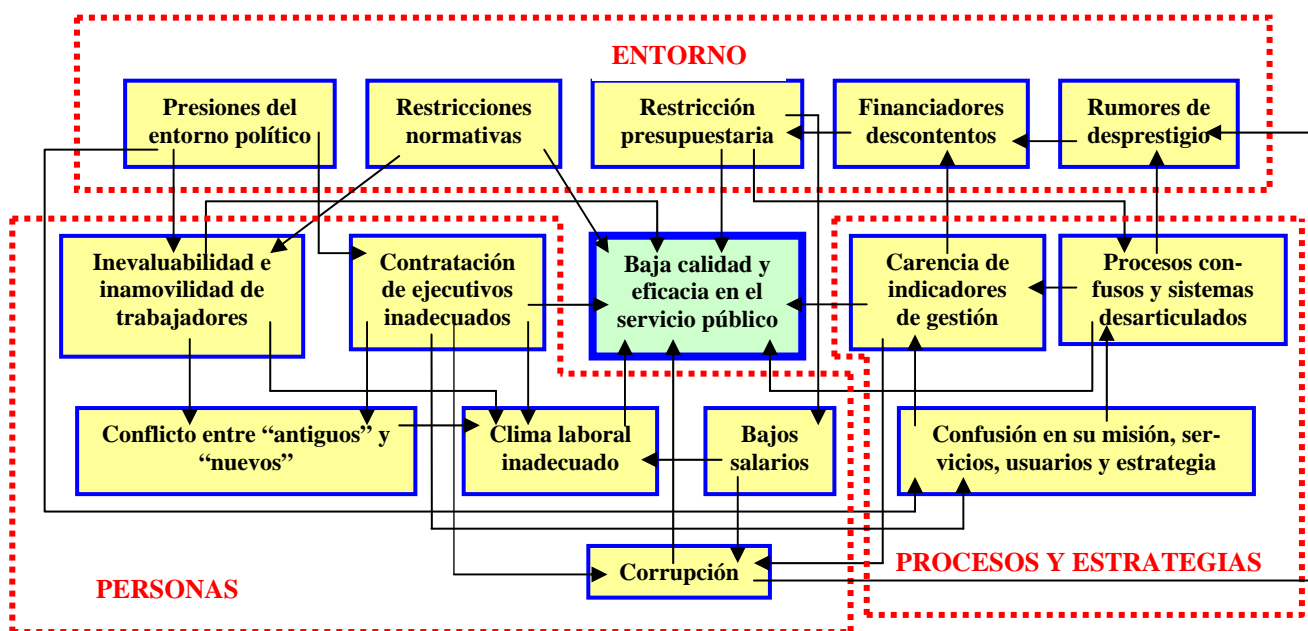 ENTORNO
Presiones del
entorno político
Restricciones
normativas
Restricción
presupuestaria
Financiadores
descontentos
Rumores de
desprestigio
Inevaluabilidad e
inamovilidad de
trabajadores
Contratación
de ejecutivos
inadecuados
Baja calidad y
eficacia en el
servicio público
Carencia de
indicadores
de gestión
Procesos con-
fusos y sistemas
desarticulados
Conflicto entre “antiguos” y
“nuevos”
Clima laboral
inadecuado
Bajos
salarios
Confusión en su misión, ser-
vicios, usuarios y estrategia
Corrupción
PERSONAS
PROCESOS Y ESTRATEGIAS